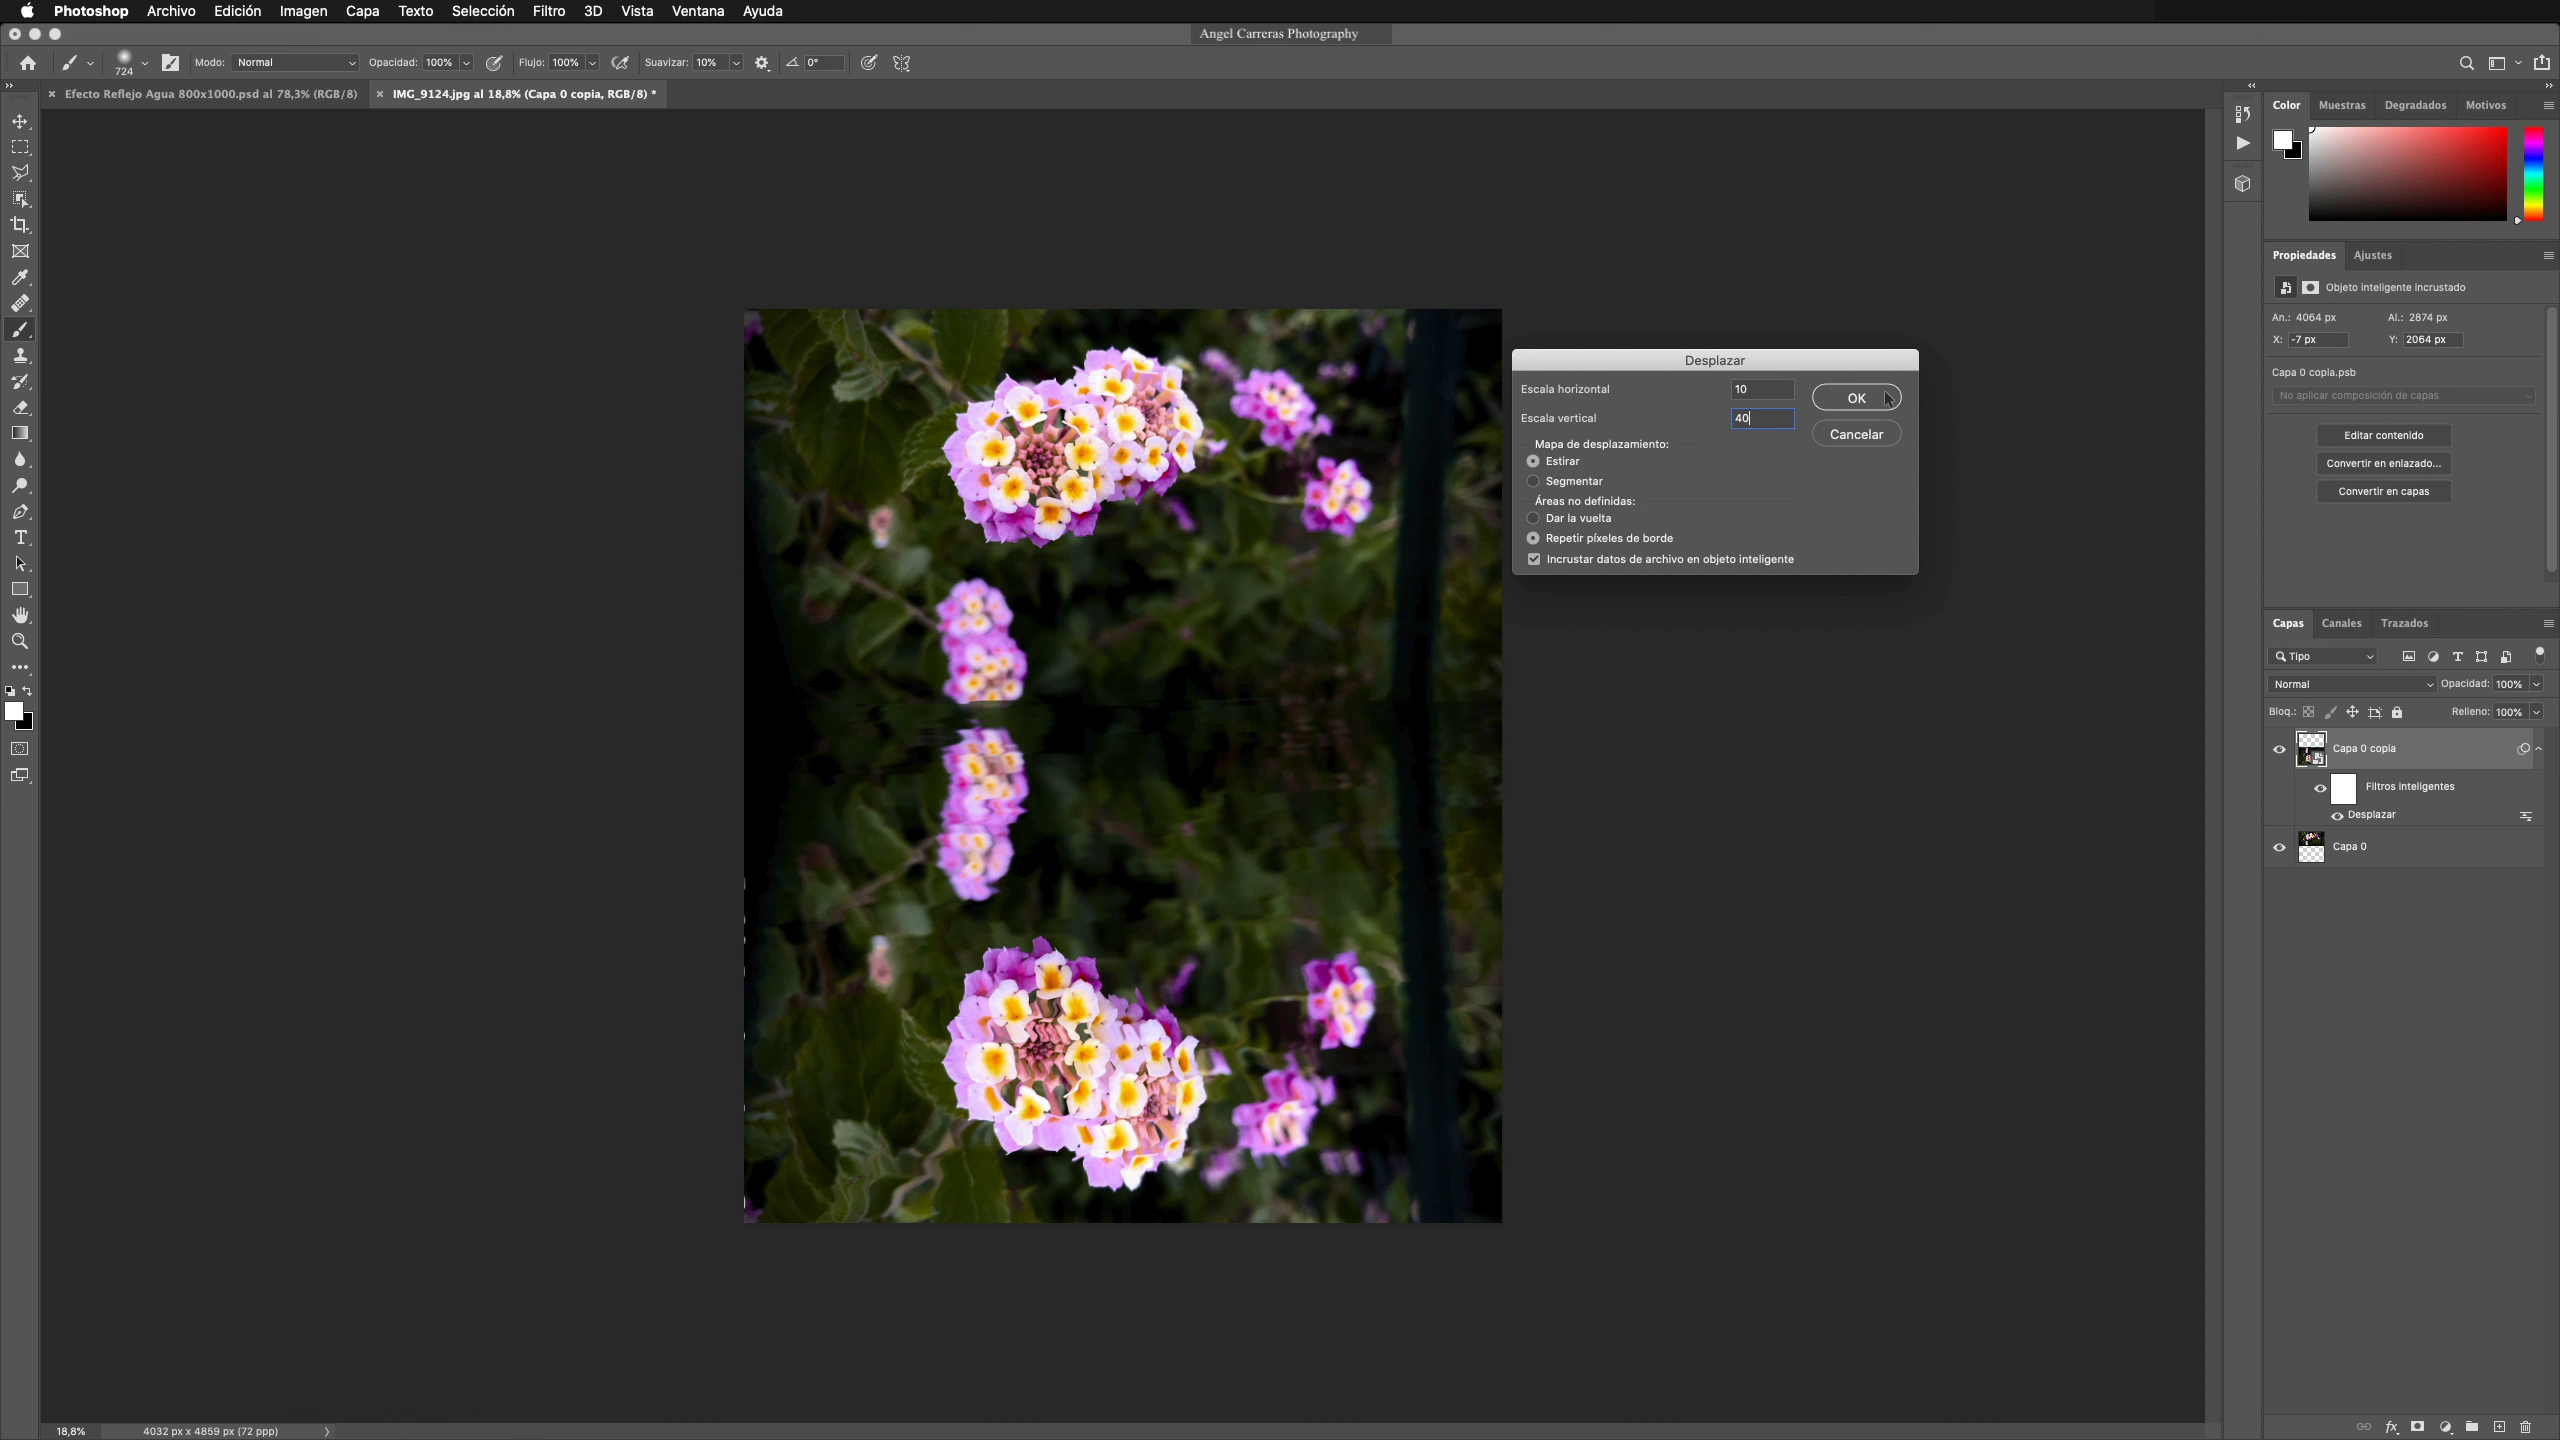 Photoshop Archivo Edición Imagen Capa Texto Selección Filtro 3D Vista Ventana Ayuda
Angel Carreras Photography
724 Modo: Normal Opacidad: 100% Flujo: 100% Suavizar: 10% 0°
Efecto Reflejo Agua 800x1000.psd al 78,3% (RGB/8)
IMG_9124.jpg al 18,8% (Capa 0 copia, RGB/8) *
Color Muestras Degradados Motivos
Propiedades Ajustes
Objeto inteligente incrustado
An.: 4064 px Al.: 2874 px
X: -7 px Y: 2064 px
Capa 0 copia.psb
No aplicar composición de capas
Editar contenido
Convertir en enlazado...
Convertir en capas
Desplazar
Escala horizontal 10
OK
Escala vertical 40
Cancelar
Mapa de desplazamiento:
Estirar
Segmentar
Áreas no definidas:
Dar la vuelta
Repetir píxeles de borde
Incrustar datos de archivo en objeto inteligente
Capas Canales Trazados
Tipo
Normal Opacidad: 100%
Bloq.: Relleno: 100%
Capa 0 copia
Filtros inteligentes
Desplazar
Capa 0
18,8% 4032 px x 4859 px (72 ppp)